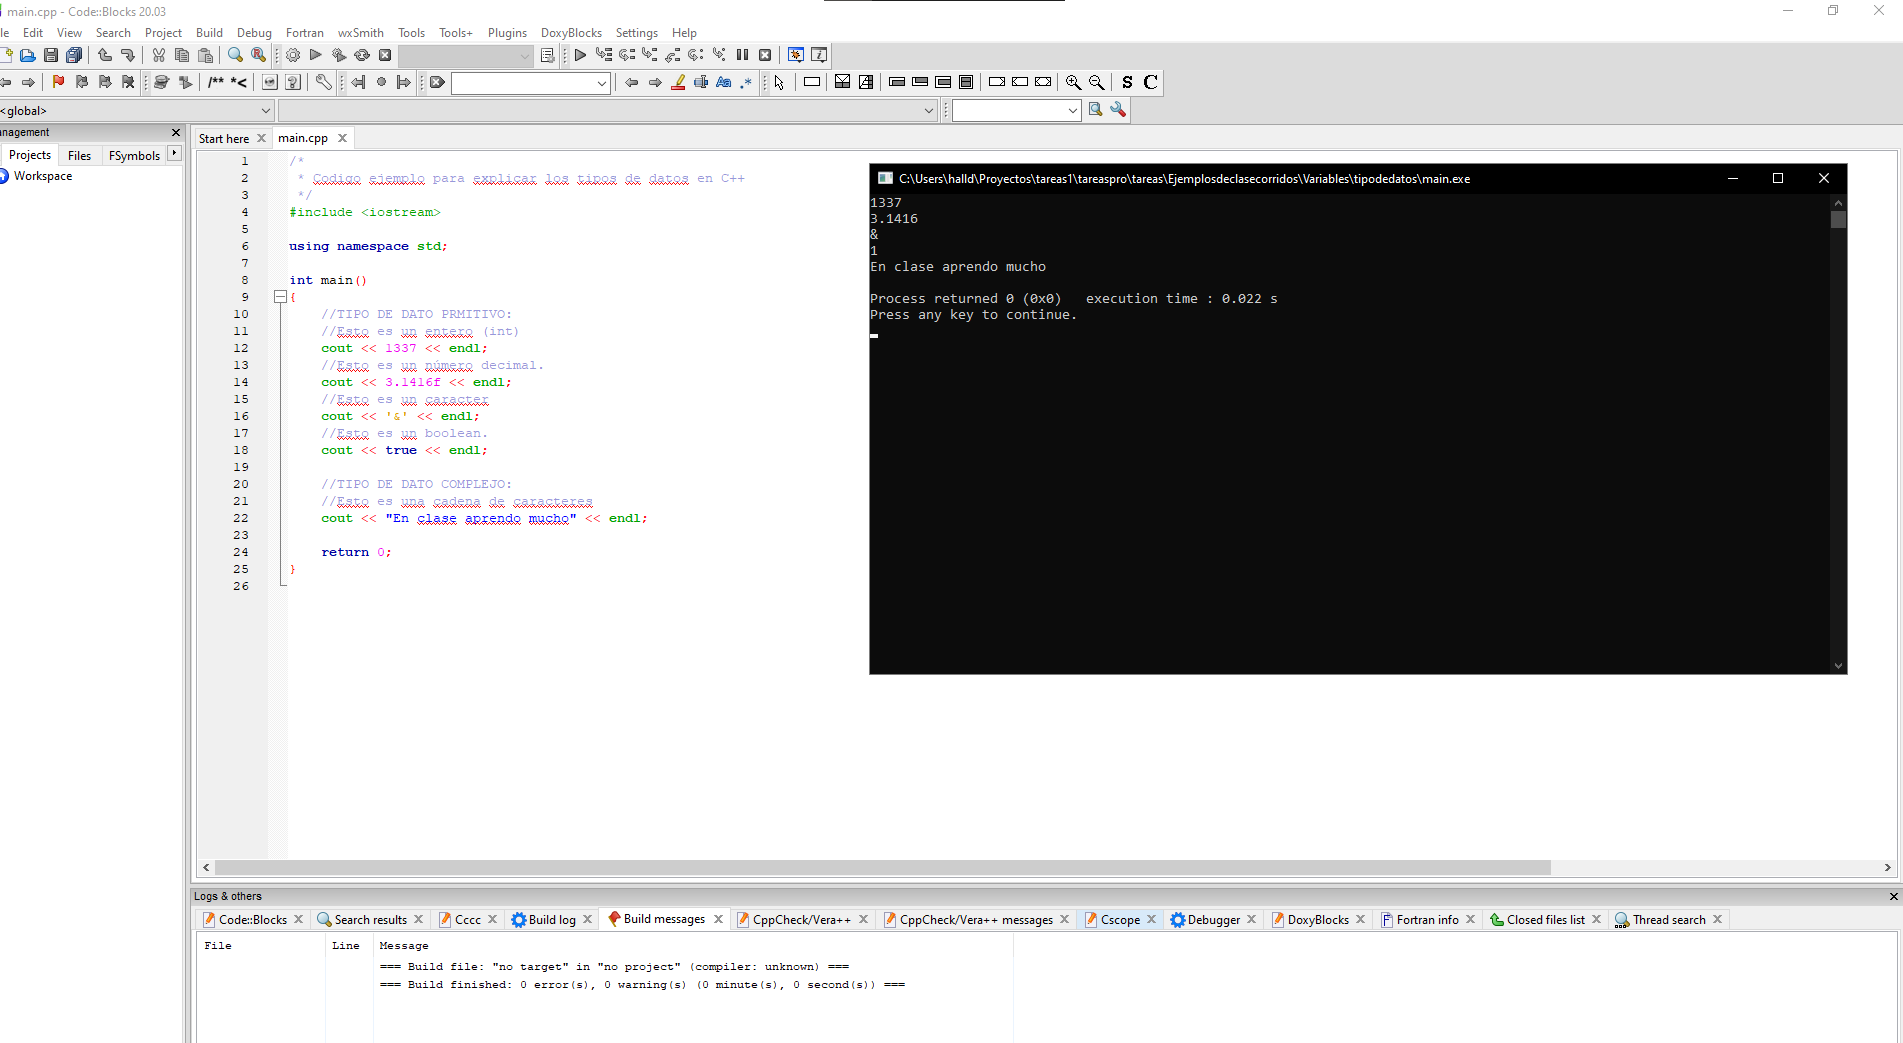 main.cpp - Code::Blocks 20.03
le Edit View Search Project Build Debug Fortran wxSmith Tools Tools+ Plugins DoxyBlocks Settings Help
/** *< Aa .* S C
<global>
anagement
Projects Files FSymbols
Workspace
Start here main.cpp
1 /*
2 * Codigo ejemplo para explicar los tipos de datos en C++
3 */
4 #include <iostream>
5
6 using namespace std;
7
8 int main()
9 {
10 //TIPO DE DATO PRMITIVO:
11 //Esto es un entero (int)
12 cout << 1337 << endl;
13 //Esto es un número decimal.
14 cout << 3.1416f << endl;
15 //Esto es un caracter
16 cout << '&' << endl;
17 //Esto es un boolean.
18 cout << true << endl;
19
20 //TIPO DE DATO COMPLEJO:
21 //Esto es una cadena de caracteres
22 cout << "En clase aprendo mucho" << endl;
23
24 return 0;
25 }
26
C:\Users\halld\Proyectos\tareas1\tareaspro\tareas\Ejemplosdeclasecorridos\Variables\tipodedatos\main.exe
1337
3.1416
&
1
En clase aprendo mucho
Process returned 0 (0x0) execution time : 0.022 s
Press any key to continue.
Logs & others
Code::Blocks Search results Cccc Build log Build messages CppCheck/Vera++ CppCheck/Vera++ messages Cscope Debugger DoxyBlocks Fortran info Closed files list Thread search
File Line Message
=== Build file: "no target" in "no project" (compiler: unknown) ===
=== Build finished: 0 error(s), 0 warning(s) (0 minute(s), 0 second(s)) ===